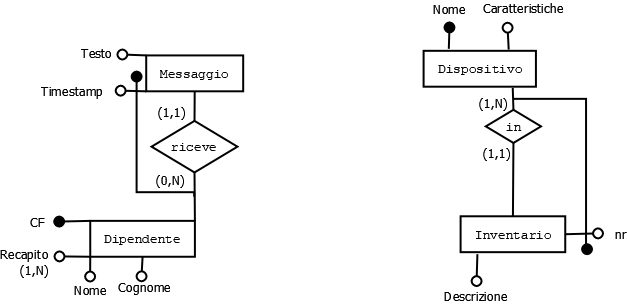 Nome
Caratteristiche
Testo
Messaggio
Dispositivo
Timestamp
(1,1)
(1,N)
riceve
in
(1,1)
(0,N)
CF
Dipendente
Inventario
nr
Recapito
(1,N)
Nome
Cognome
Descrizione